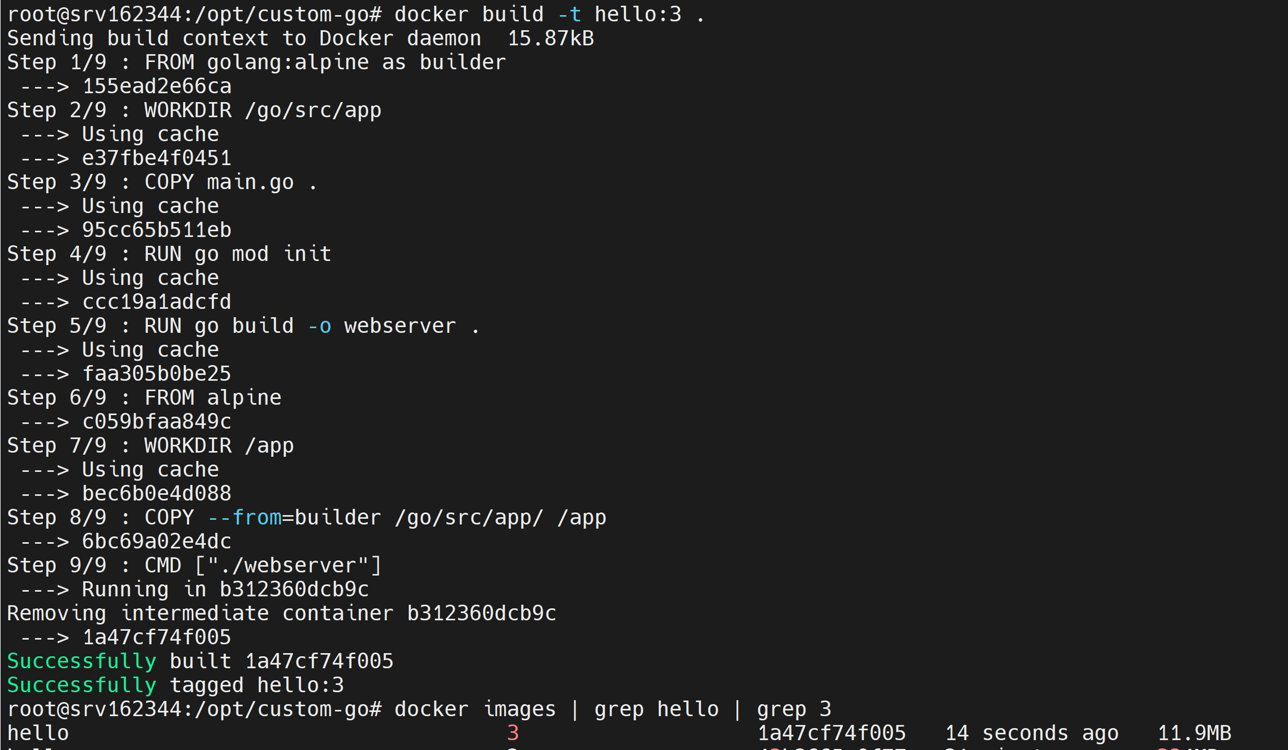 root@srv162344:/opt/custom-go# docker build -t hello:3 .
Sending build context to Docker daemon  15.87kB
Step 1/9 : FROM golang:alpine as builder
 ---> 155ead2e66ca
Step 2/9 : WORKDIR /go/src/app
 ---> Using cache
 ---> e37fbe4f0451
Step 3/9 : COPY main.go .
 ---> Using cache
 ---> 95cc65b511eb
Step 4/9 : RUN go mod init
 ---> Using cache
 ---> ccc19a1adcfd
Step 5/9 : RUN go build -o webserver .
 ---> Using cache
 ---> faa305b0be25
Step 6/9 : FROM alpine
 ---> c059bfaa849c
Step 7/9 : WORKDIR /app
 ---> Using cache
 ---> bec6b0e4d088
Step 8/9 : COPY --from=builder /go/src/app/ /app
 ---> 6bc69a02e4dc
Step 9/9 : CMD ["./webserver"]
 ---> Running in b312360dcb9c
Removing intermediate container b312360dcb9c
 ---> 1a47cf74f005
Successfully built 1a47cf74f005
Successfully tagged hello:3
root@srv162344:/opt/custom-go# docker images | grep hello | grep 3
hello                                   3                   1a47cf74f005   14 seconds ago   11.9MB